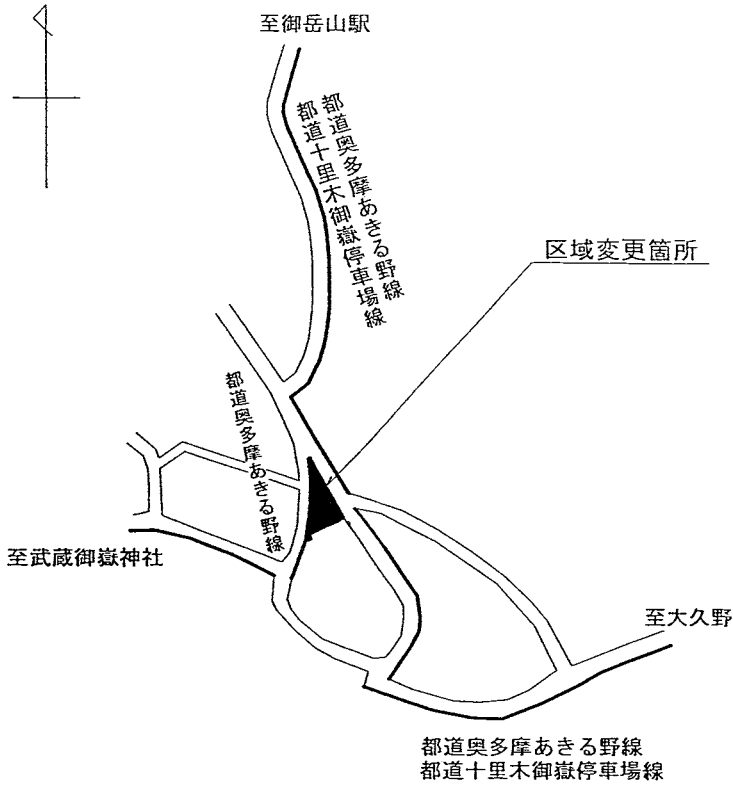 至御岳山駅
都道奥多摩あきる野線
都道十里木御嶽停車場線
区域変更箇所
都道奥多摩あきる野線
至武蔵御嶽神社
至大久野
都道奥多摩あきる野線
都道十里木御嶽停車場線